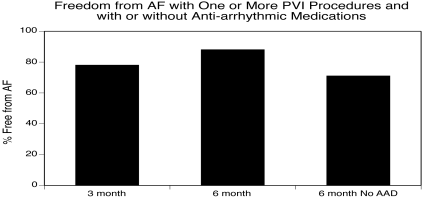 Freedom from AF with One or More PVI Procedures and
with or without Anti-arrhythmic Medications
% Free from AF
100
80
60
40
20
0
3 month
6 month
6 month No AAD